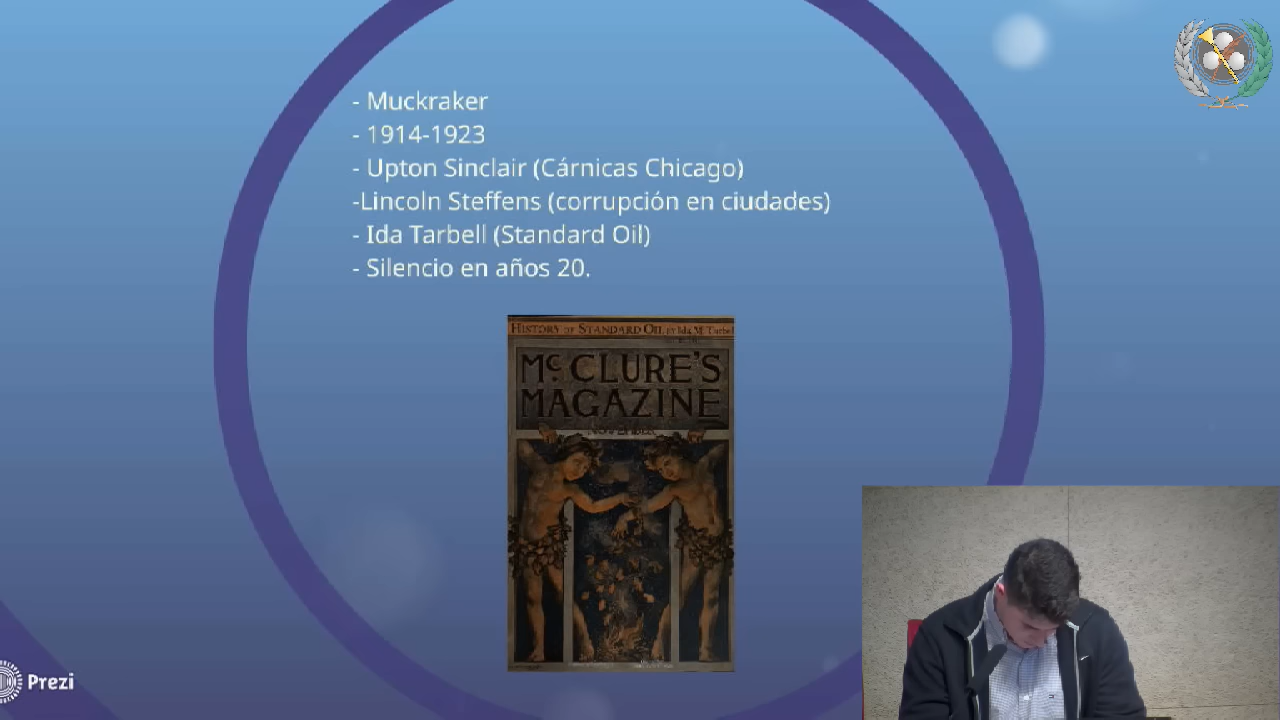 - Muckraker
- 1914-1923
- Upton Sinclair (Cárnicas Chicago)
-Lincoln Steffens (corrupción en ciudades)
- Ida Tarbell (Standard Oil)
- Silencio en años 20.
HISTORY OF STANDARD OIL BY Ida M. Tarbell
MCCLURE'S
MAGAZINE
NOVEMBER
Prezi